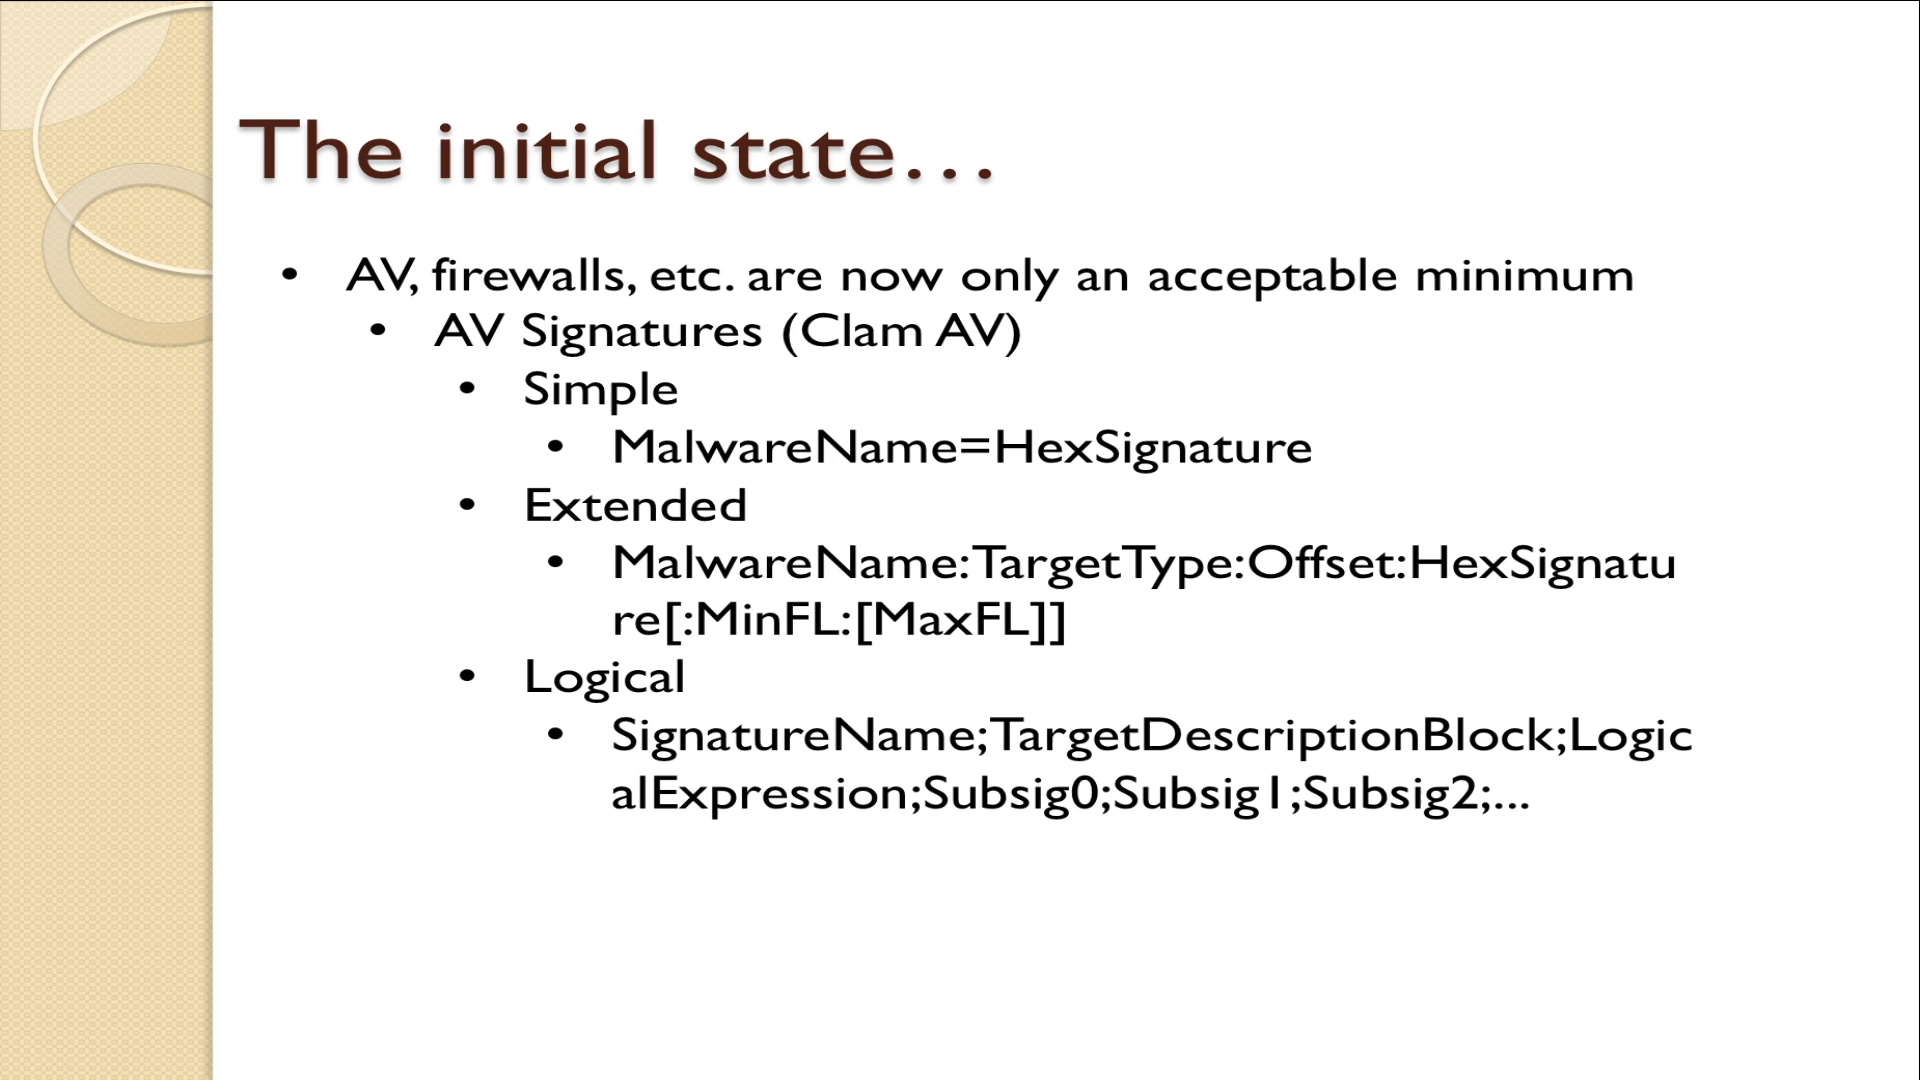 The initial state...
• AV, firewalls, etc. are now only an acceptable minimum
• AV Signatures (Clam AV)
• Simple
• MalwareName=HexSignature
• Extended
• MalwareName:TargetType:Offset:HexSignatu
re[:MinFL:[MaxFL]]
• Logical
• SignatureName;TargetDescriptionBlock;Logic
alExpression;Subsig0;Subsig1;Subsig2;...